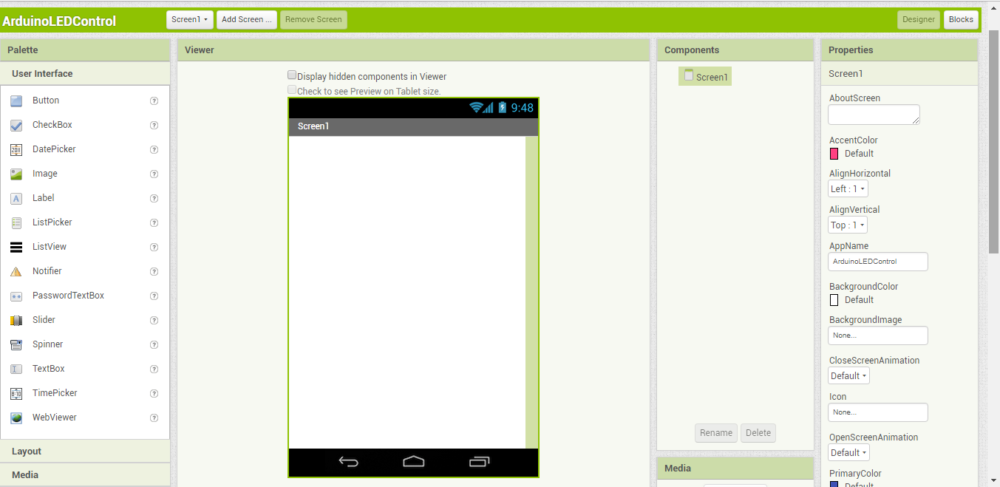 ArduinoLEDControl
Screen1
Add Screen ...
Remove Screen
Designer
Blocks
Palette
User Interface
Button
CheckBox
DatePicker
Image
Label
ListPicker
ListView
Notifier
PasswordTextBox
Slider
Spinner
TextBox
TimePicker
WebViewer
Layout
Media
Viewer
Display hidden components in Viewer
Check to see Preview on Tablet size.
9:48
Screen1
Components
Screen1
Rename
Delete
Media
Properties
Screen1
AboutScreen
AccentColor
Default
AlignHorizontal
Left : 1
AlignVertical
Top : 1
AppName
ArduinoLEDControl
BackgroundColor
Default
BackgroundImage
None...
CloseScreenAnimation
Default
Icon
None...
OpenScreenAnimation
Default
PrimaryColor
Default